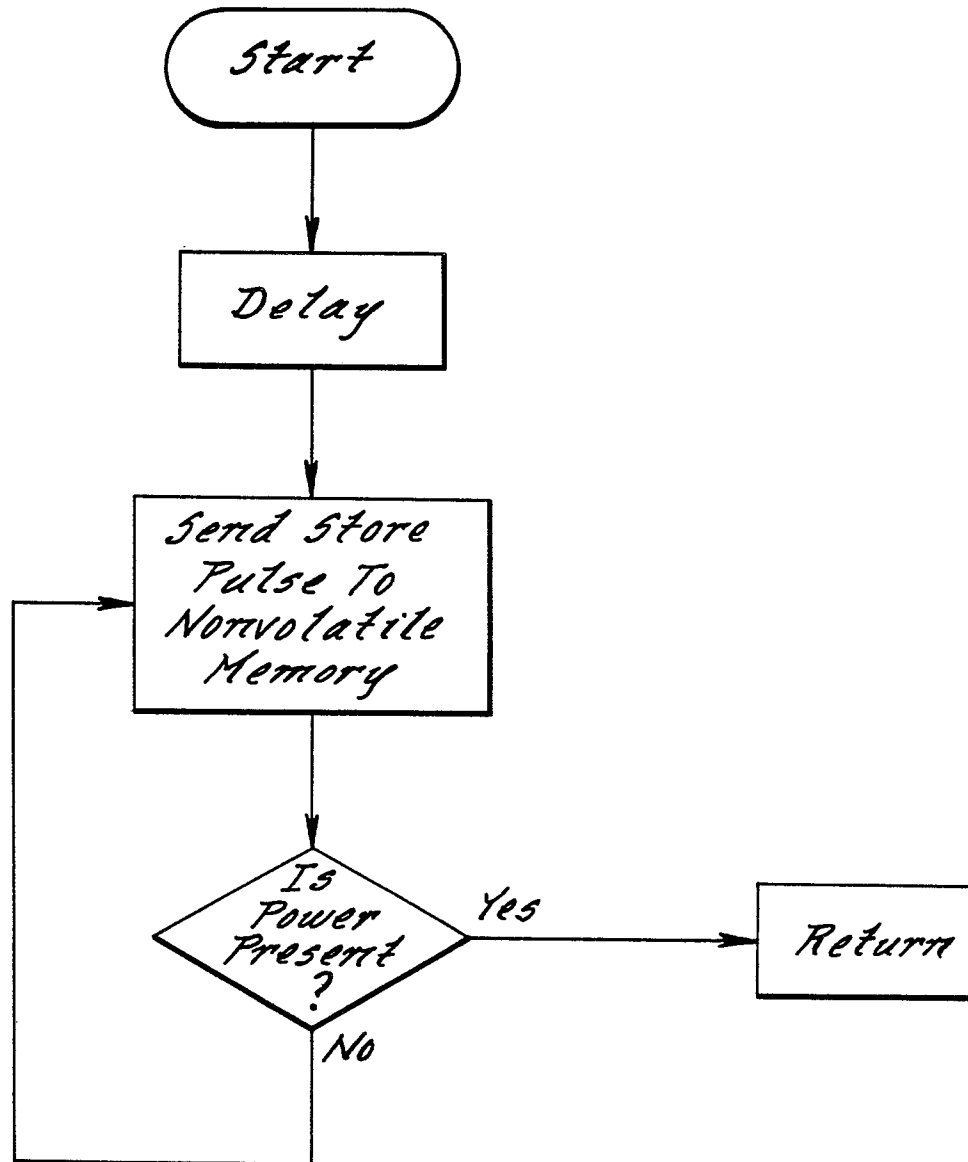 Start
Delay
Send Store
Pulse To
Nonvolatile
Memory
Is
Power
Present
?
Yes
Return
No